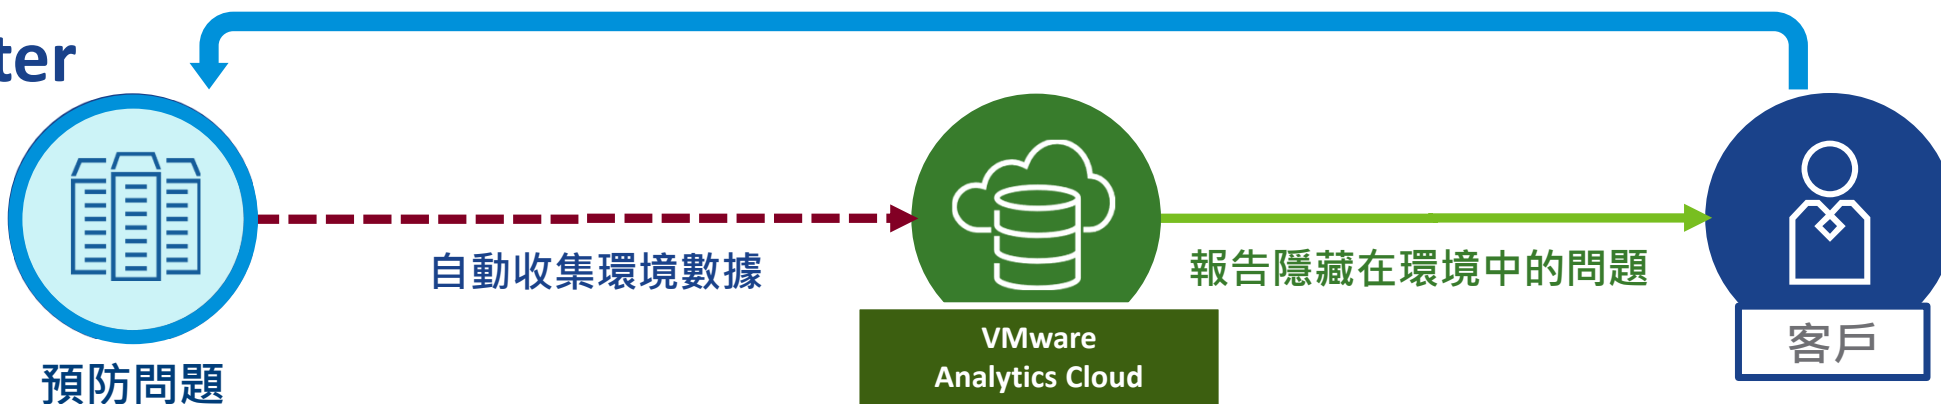 ter
自動收集環境數據
報告隱藏在環境中的問題
VMware
Analytics Cloud
客戶
預防問題